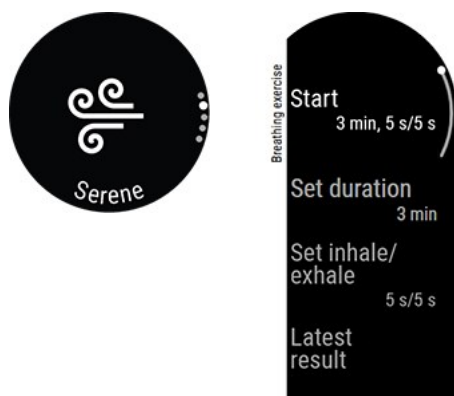 Serene
Breathing exercise
Start
3 min, 5 s/5 s
Set duration
3 min
Set inhale/
exhale
5 s/5 s
Latest
result